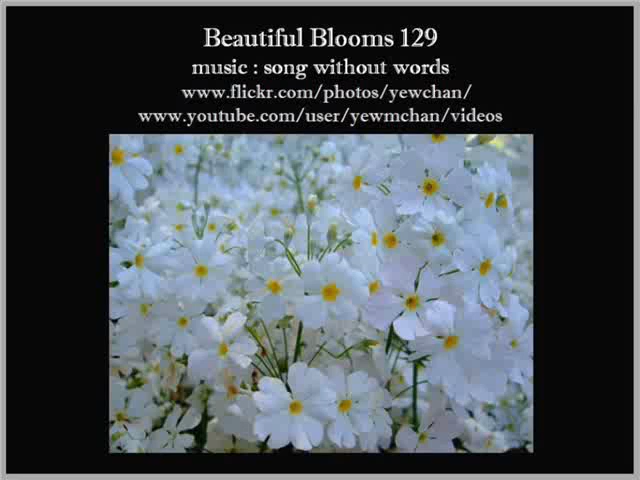 Beautiful Blooms 129
music : song without words
www.flickr.com/photos/yewchan/
www.youtube.com/user/yewmchan/videos